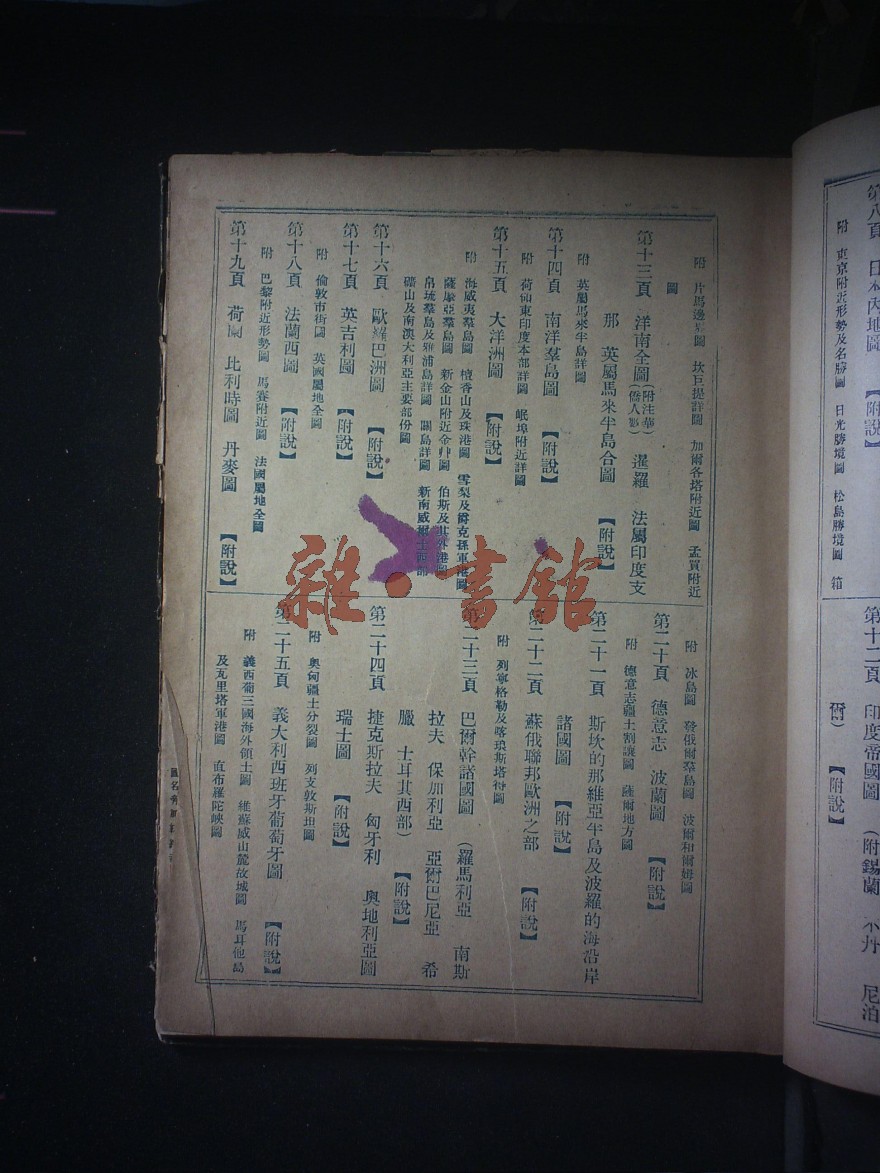 附 片馬邊界圖 坎巨提詳圖 加爾各塔附近圖 孟買附近
圖
第十三頁 洋南全圖(附注華僑人數) 暹羅 法屬印度支
那 英屬馬來半島合圖 【附說】
附 英屬馬來半島詳圖
第十四頁 南洋羣島圖 【附說】
附 荷屬東印度本部詳圖 岷埠附近詳圖
第十五頁 大洋洲圖 【附說】
附 海威夷羣島圖 檀香山及珠港圖 雪梨及爵克孫軍港圖
薩摩亞羣島圖 新金山附近金鑛圖 伯斯及其外港圖
帛琉羣島及雅浦島詳圖 關島詳圖 新南威爾士西部
礦山及南澳大利亞主要部份圖
第十六頁 歐羅巴洲圖 【附說】
第十七頁 英吉利圖 【附說】
附 倫敦市街圖 英國屬地全圖
第十八頁 法蘭西圖 【附說】
附 巴黎附近形勢圖 馬賽附近圖 法國屬地全圖
第十九頁 荷蘭 比利時圖 丹麥圖 【附說】
附 冰島圖 發俄爾羣島圖 波爾和爾姆圖
第二十頁 德意志 波蘭圖 【附說】
附 德意志疆土割讓圖 薩爾地方圖
第二十一頁 斯坎的那維亞半島及波羅的海沿岸
諸國圖 【附說】
第二十二頁 蘇俄聯邦歐洲之部 【附說】
附 列寧格勒及喀琅斯塔特圖
第二十三頁 巴爾幹諸國圖 (羅馬利亞 南斯
拉夫 保加利亞 亞爾巴尼亞 希
臘 土耳其西部) 【附說】
第二十四頁 捷克斯拉夫 匈牙利 奧地利亞圖
瑞士圖 【附說】
附 奧匈疆土分裂圖 列支敦斯坦圖
第二十五頁 義大利西班牙葡萄牙圖 【附說】
附 義西葡三國海外領土圖 維蘇威山麓故城圖 馬耳他島
及瓦里塔軍港圖 直布羅陀峽圖
第八頁 日本內地圖 【附說】
附 東京附近形勢及名勝圖 日光勝境圖 松島勝境圖 箱
第十二頁 印度帝國圖 (附錫蘭 不丹 尼泊
爾) 【附說】
雜·書館